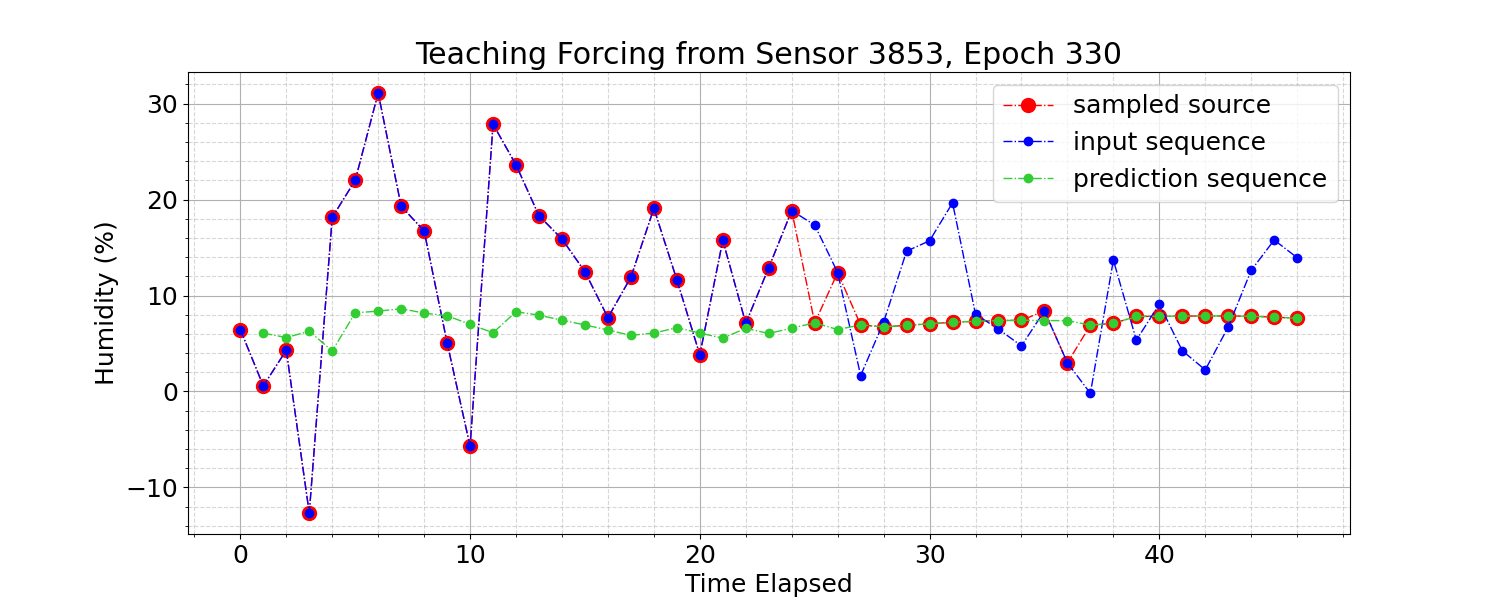 Teaching Forcing from Sensor 3853, Epoch 330
sampled source
input sequence
prediction sequence
Humidity (%)
30
20
10
0
−10
0 10 20 30 40
Time Elapsed